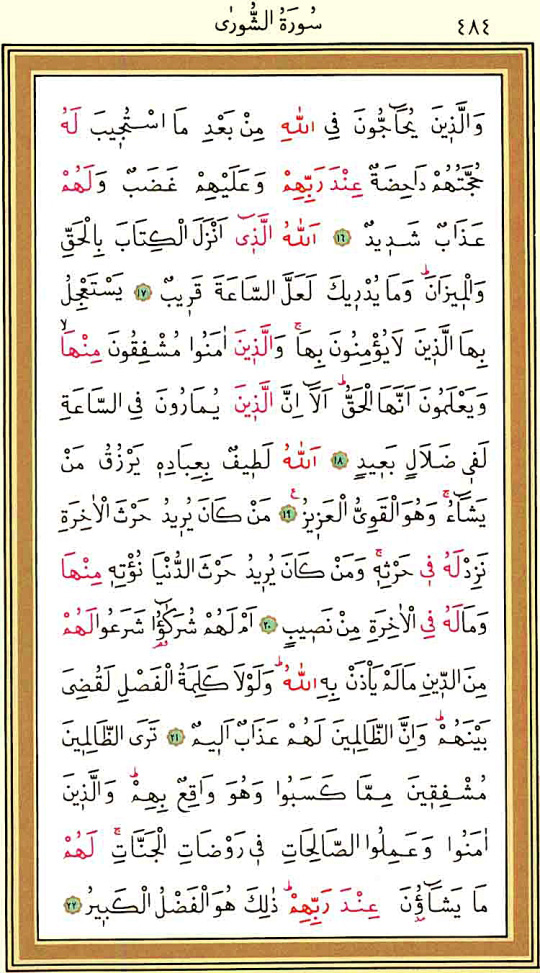 سُورَةُ الشُّورٰى ٤٨٤
وَالَّذ۪ينَ يُحَٓاجُّونَ فِي اللّٰهِ مِنْ بَعْدِ مَا اسْتُج۪يبَ لَهُ
حُجَّتُهُمْ دَاحِضَةٌ عِنْدَ رَبِّهِمْ وَعَلَيْهِمْ غَضَبٌ وَلَهُمْ
عَذَابٌ شَد۪يدٌ ﴿١٦﴾ اَللّٰهُ الَّذ۪ٓي اَنْزَلَ الْكِتَابَ بِالْحَقِّ
وَالْم۪يزَانَۜ وَمَا يُدْر۪يكَ لَعَلَّ السَّاعَةَ قَر۪يبٌ ﴿١٧﴾ يَسْتَعْجِلُ
بِهَا الَّذ۪ينَ لَا يُؤْمِنُونَ بِهَاۚ وَالَّذ۪ينَ اٰمَنُوا مُشْفِقُونَ مِنْهَاۙ
وَيَعْلَمُونَ اَنَّهَا الْحَقُّۜ اَلَٓا اِنَّ الَّذ۪ينَ يُمَارُونَ فِي السَّاعَةِ
لَف۪ي ضَلَالٍ بَع۪يدٍ ﴿١٨﴾ اَللّٰهُ لَط۪يفٌ بِعِبَادِه۪ يَرْزُقُ مَنْ
يَشَٓاءُۚ وَهُوَ الْقَوِيُّ الْعَز۪يزُ۟ ﴿١٩﴾ مَنْ كَانَ يُر۪يدُ حَرْثَ الْاٰخِرَةِ
نَزِدْ لَهُ ف۪ي حَرْثِه۪ۚ وَمَنْ كَانَ يُر۪يدُ حَرْثَ الدُّنْيَا نُؤْتِه۪ مِنْهَا
وَمَا لَهُ فِي الْاٰخِرَةِ مِنْ نَص۪يبٍ ﴿٢٠﴾ اَمْ لَهُمْ شُرَكٰٓؤُ۬ا شَرَعُوا لَهُمْ
مِنَ الدّ۪ينِ مَا لَمْ يَأْذَنْ بِهِ اللّٰهُۜ وَلَوْلَا كَلِمَةُ الْفَصْلِ لَقُضِيَ
بَيْنَهُمْۜ وَاِنَّ الظَّالِم۪ينَ لَهُمْ عَذَابٌ اَل۪يمٌ ﴿٢١﴾ تَرَى الظَّالِم۪ينَ
مُشْفِق۪ينَ مِمَّا كَسَبُوا وَهُوَ وَاقِعٌ بِهِمْۜ وَالَّذ۪ينَ
اٰمَنُوا وَعَمِلُوا الصَّالِحَاتِ ف۪ي رَوْضَاتِ الْجَنَّاتِۚ لَهُمْ
مَا يَشَٓاؤُ۫نَ عِنْدَ رَبِّهِمْۜ ذٰلِكَ هُوَ الْفَضْلُ الْكَب۪يرُ ﴿٢٢﴾